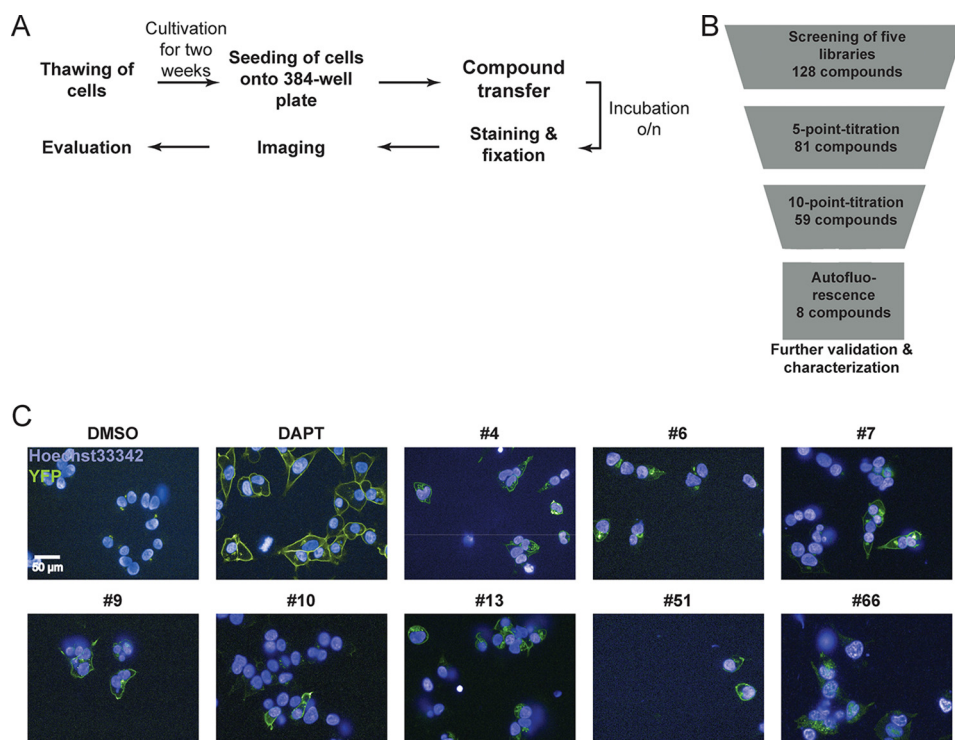 A
Cultivation
for two
weeks
Thawing of
cells
Seeding of cells
onto 384-well
plate
Compound
transfer
Incubation
o/n
Staining &
fixation
Imaging
Evaluation
B
Screening of five
libraries
128 compounds
5-point-titration
81 compounds
10-point-titration
59 compounds
Autofluo-
rescence
8 compounds
Further validation &
characterization
C
DMSO
DAPT
#4
#6
#7
Hoechst33342
YFP
50 µm
#9
#10
#13
#51
#66